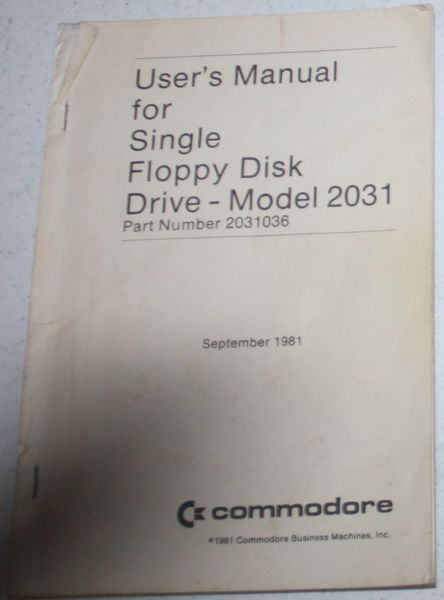 User's Manual
for
Single
Floppy Disk
Drive - Model 2031
Part Number 2031036
September 1981
commodore
©1981 Commodore Business Machines, Inc.